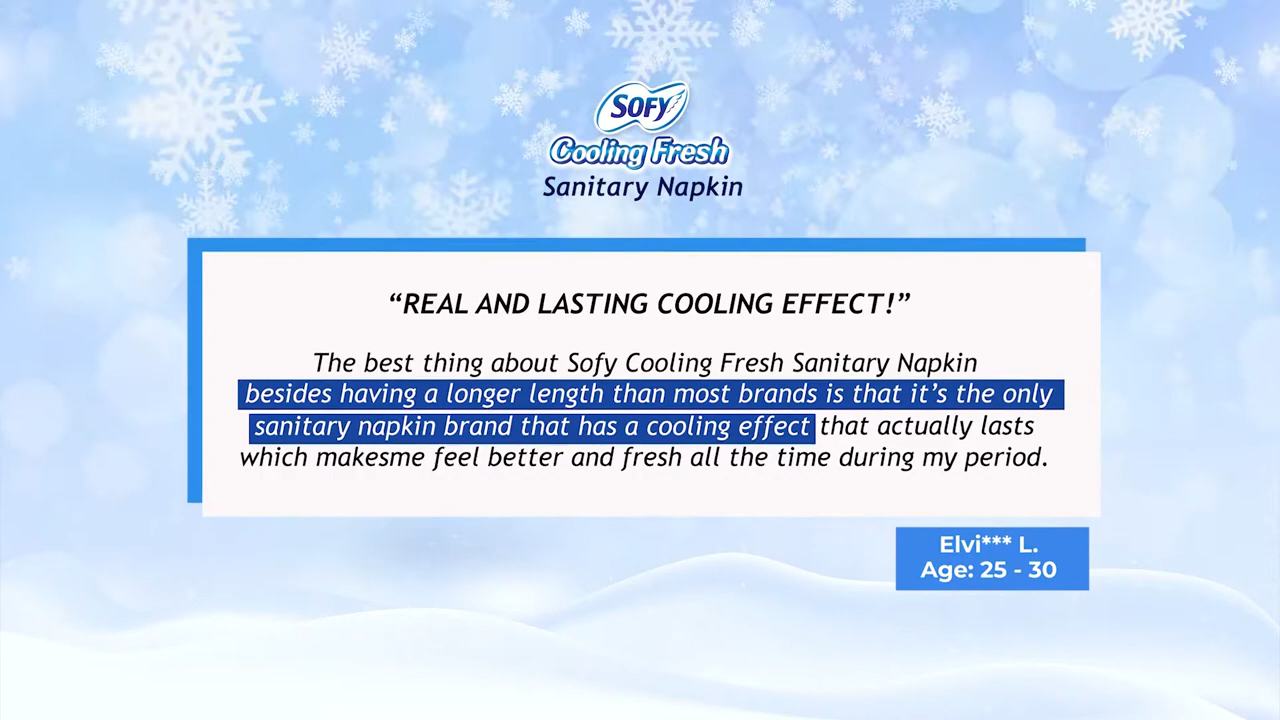 SOFY
Cooling Fresh
Sanitary Napkin
“REAL AND LASTING COOLING EFFECT!”
The best thing about Sofy Cooling Fresh Sanitary Napkin
besides having a longer length than most brands is that it’s the only
sanitary napkin brand that has a cooling effect that actually lasts
which makesme feel better and fresh all the time during my period.
Elvi*** L.
Age: 25 - 30